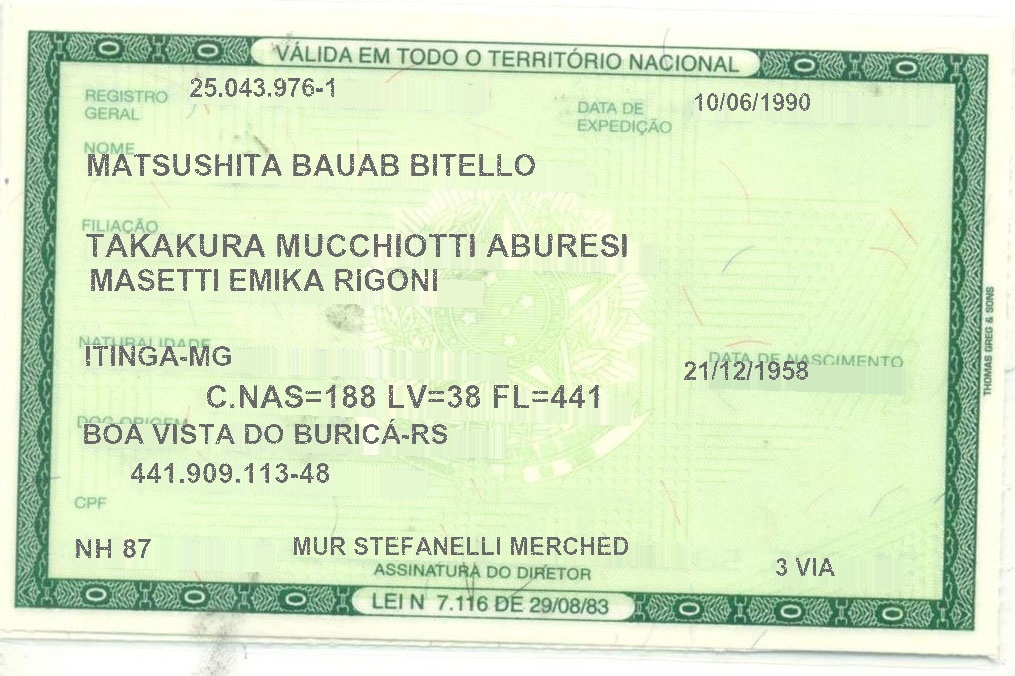 VÁLIDA EM TODO O TERRITÓRIO NACIONAL
REGISTRO GERAL 25.043.976-1 DATA DE EXPEDIÇÃO 10/06/1990
NOME
MATSUSHITA BAUAB BITELLO
FILIAÇÃO
TAKAKURA MUCCHIOTTI ABURESI
MASETTI EMIKA RIGONI
NATURALIDADE DATA DE NASCIMENTO
ITINGA-MG 21/12/1958
C.NAS=188 LV=38 FL=441
DOC ORIGEM
BOA VISTA DO BURICÁ-RS
441.909.113-48
CPF
NH 87 MUR STEFANELLI MERCHED
ASSINATURA DO DIRETOR 3 VIA
LEI N 7.116 DE 29/08/83
THOMAS GREG & SONS